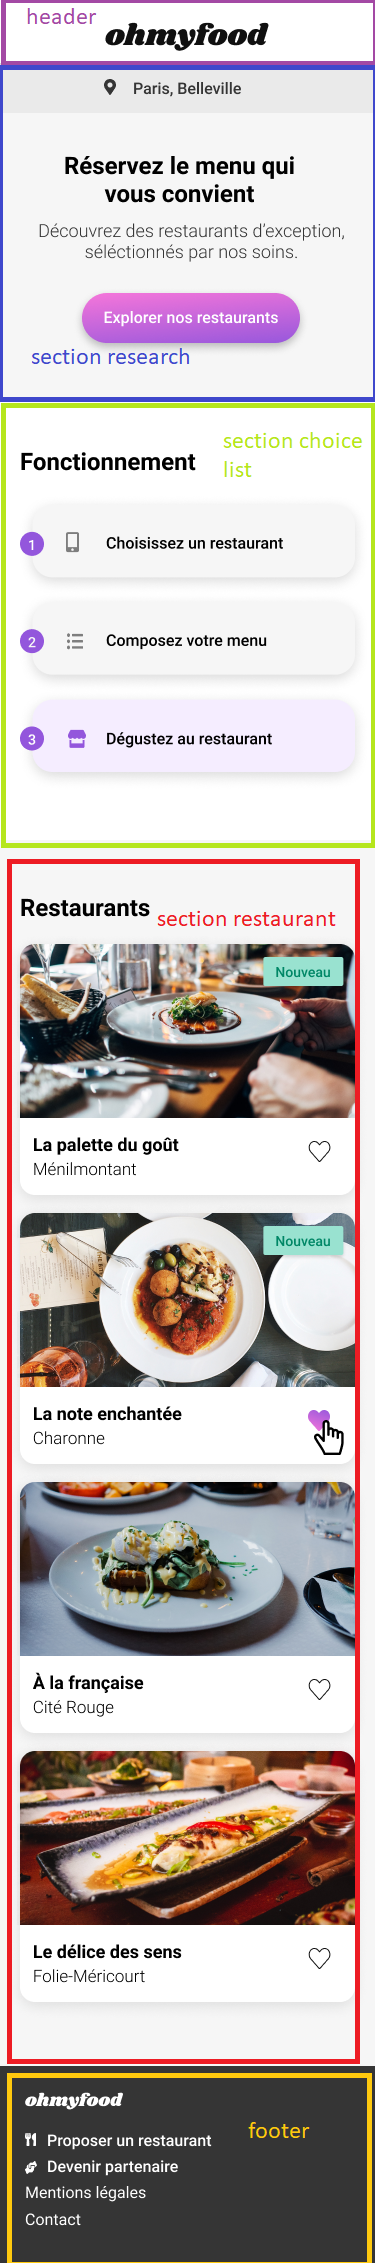 header
ohmyfood
Paris, Belleville
Réservez le menu qui
vous convient
Découvrez des restaurants d'exception,
séléctionnés par nos soins.
Explorer nos restaurants
section research
section choice
list
Fonctionnement
1 Choisissez un restaurant
2 Composez votre menu
3 Dégustez au restaurant
Restaurants
section restaurant
Nouveau
La palette du goût
Ménilmontant
Nouveau
La note enchantée
Charonne
À la française
Cité Rouge
Le délice des sens
Folie-Méricourt
ohmyfood
footer
Proposer un restaurant
Devenir partenaire
Mentions légales
Contact